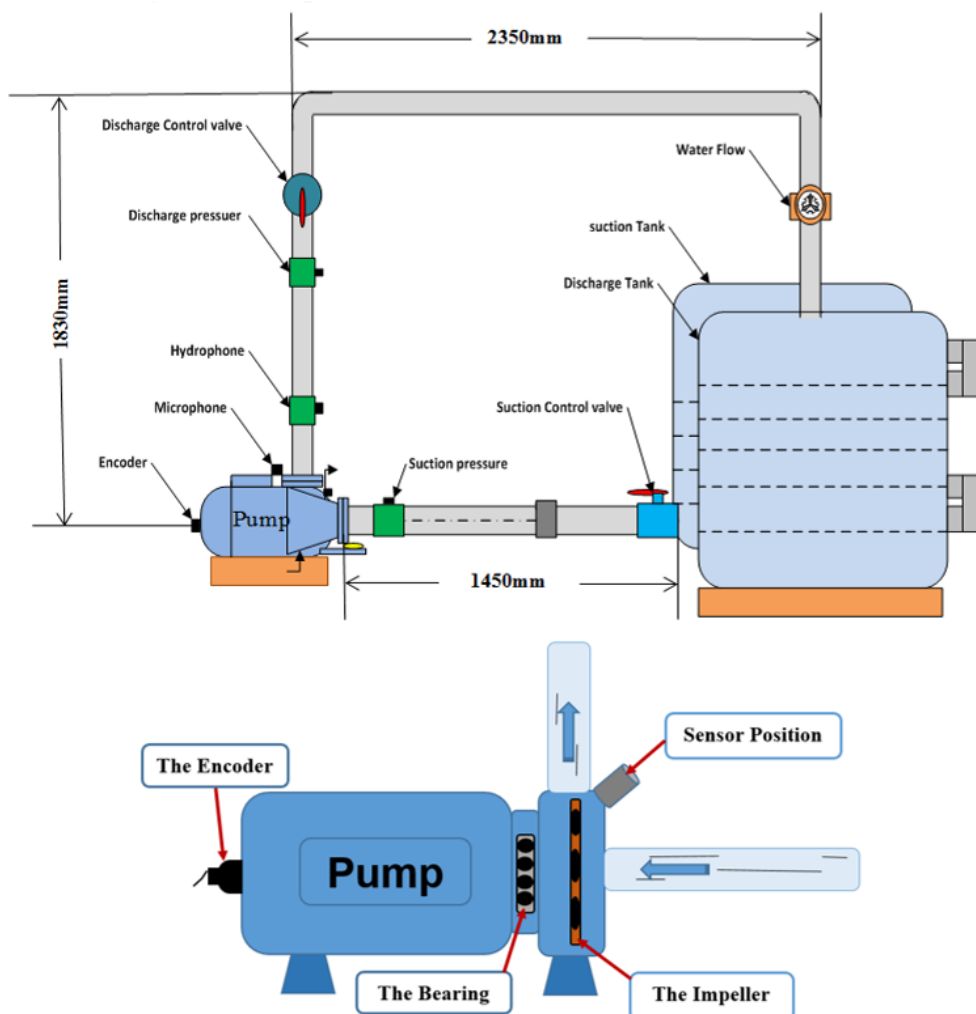 2350mm
Discharge Control valve
Water Flow
Discharge pressuer
suction Tank
Discharge Tank
1830mm
Hydrophone
Microphone
Suction Control valve
Encoder
Suction pressure
Pump
1450mm
Sensor Position
The Encoder
Pump
The Bearing
The Impeller